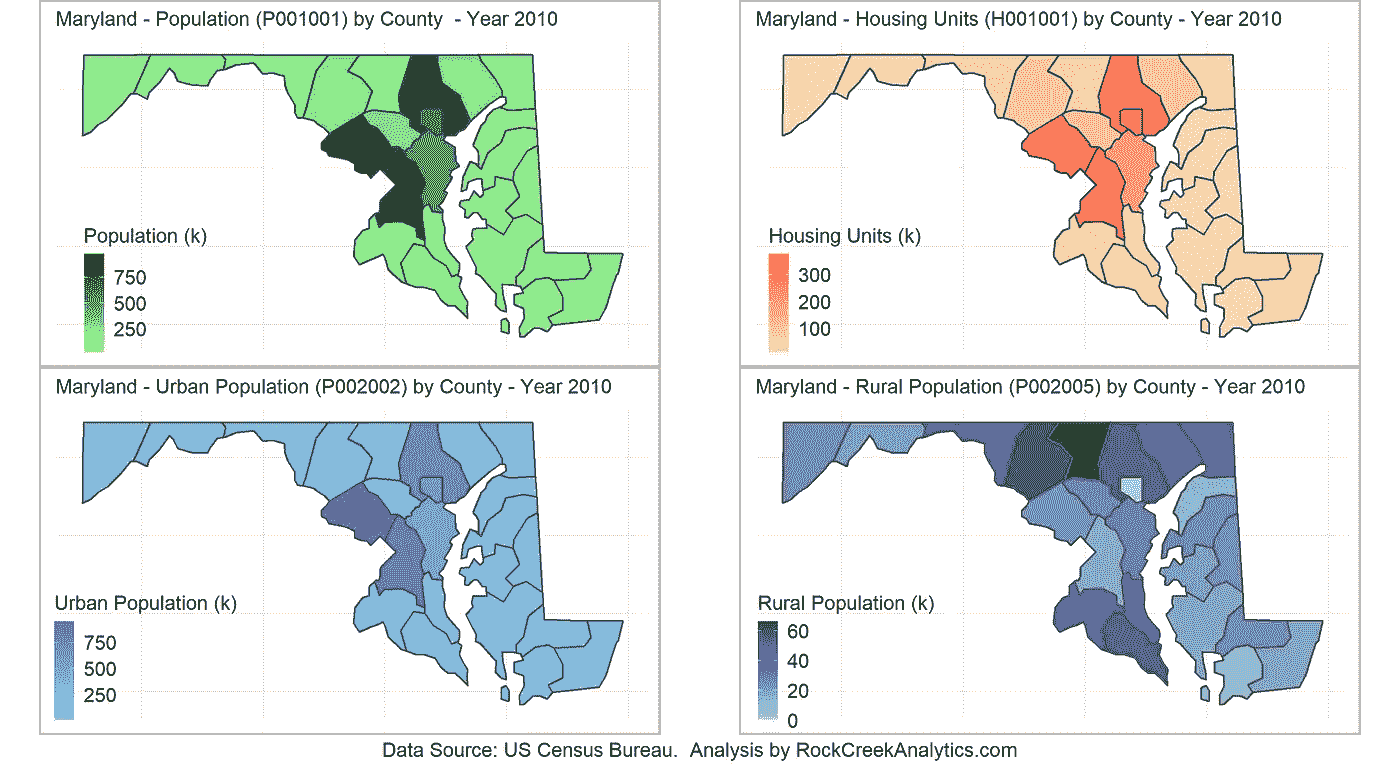 Maryland - Population (P001001) by County - Year 2010
Population (k)
750
500
250
Maryland - Housing Units (H001001) by County - Year 2010
Housing Units (k)
300
200
100
Maryland - Urban Population (P002002) by County - Year 2010
Urban Population (k)
750
500
250
Maryland - Rural Population (P002005) by County - Year 2010
Rural Population (k)
60
40
20
0
Data Source: US Census Bureau. Analysis by RockCreekAnalytics.com